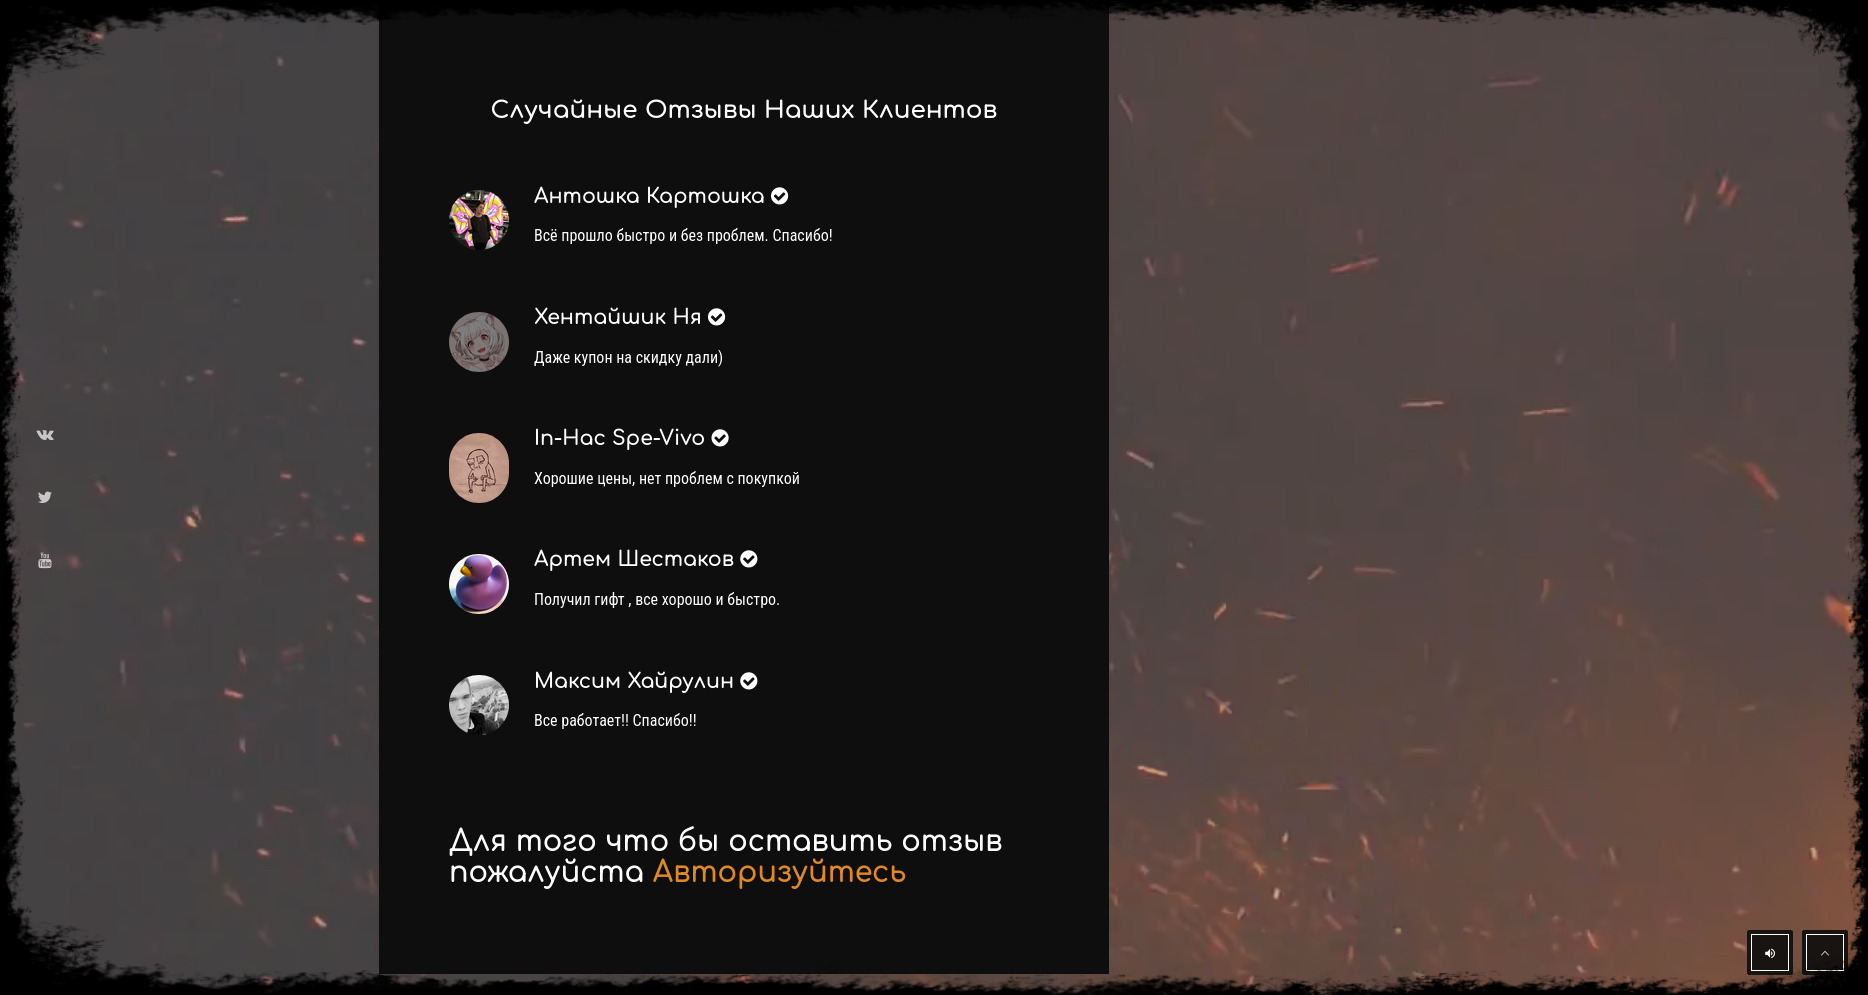 Случайные Отзывы Наших Клиентов
Антошка Картошка
Всё прошло быстро и без проблем. Спасибо!
Хентайшик Ня
Даже купон на скидку дали)
In-Hac Spe-Vivo
Хорошие цены, нет проблем с покупкой
Артем Шестаков
Получил гифт , все хорошо и быстро.
Максим Хайрулин
Все работает!! Спасибо!!
Для того что бы оставить отзыв
пожалуйста Авторизуйтесь
You
Tube